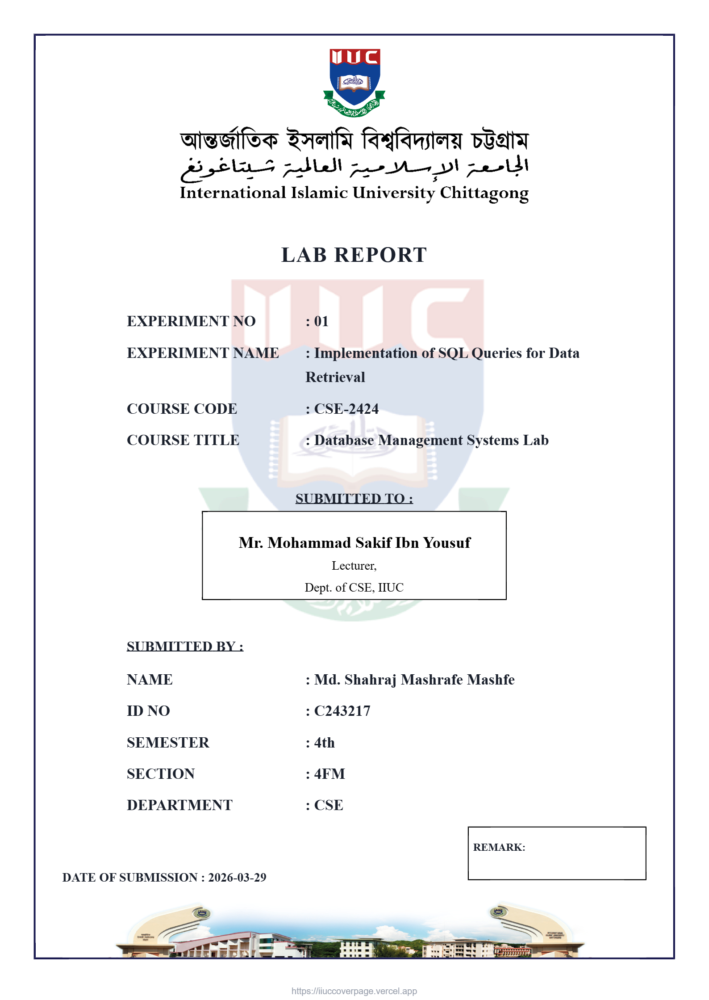 IIUC
আন্তর্জাতিক ইসলামি বিশ্ববিদ্যালয় চট্টগ্রাম
الجامعة الإسلامية العالمية شيتاغونغ
International Islamic University Chittagong
LAB REPORT
EXPERIMENT NO : 01
EXPERIMENT NAME : Implementation of SQL Queries for Data
Retrieval
COURSE CODE : CSE-2424
COURSE TITLE : Database Management Systems Lab
SUBMITTED TO :
Mr. Mohammad Sakif Ibn Yousuf
Lecturer,
Dept. of CSE, IIUC
SUBMITTED BY :
NAME : Md. Shahraj Mashrafe Mashfe
ID NO : C243217
SEMESTER : 4th
SECTION : 4FM
DEPARTMENT : CSE
REMARK:
DATE OF SUBMISSION : 2026-03-29
https://iiuccoverpage.vercel.app